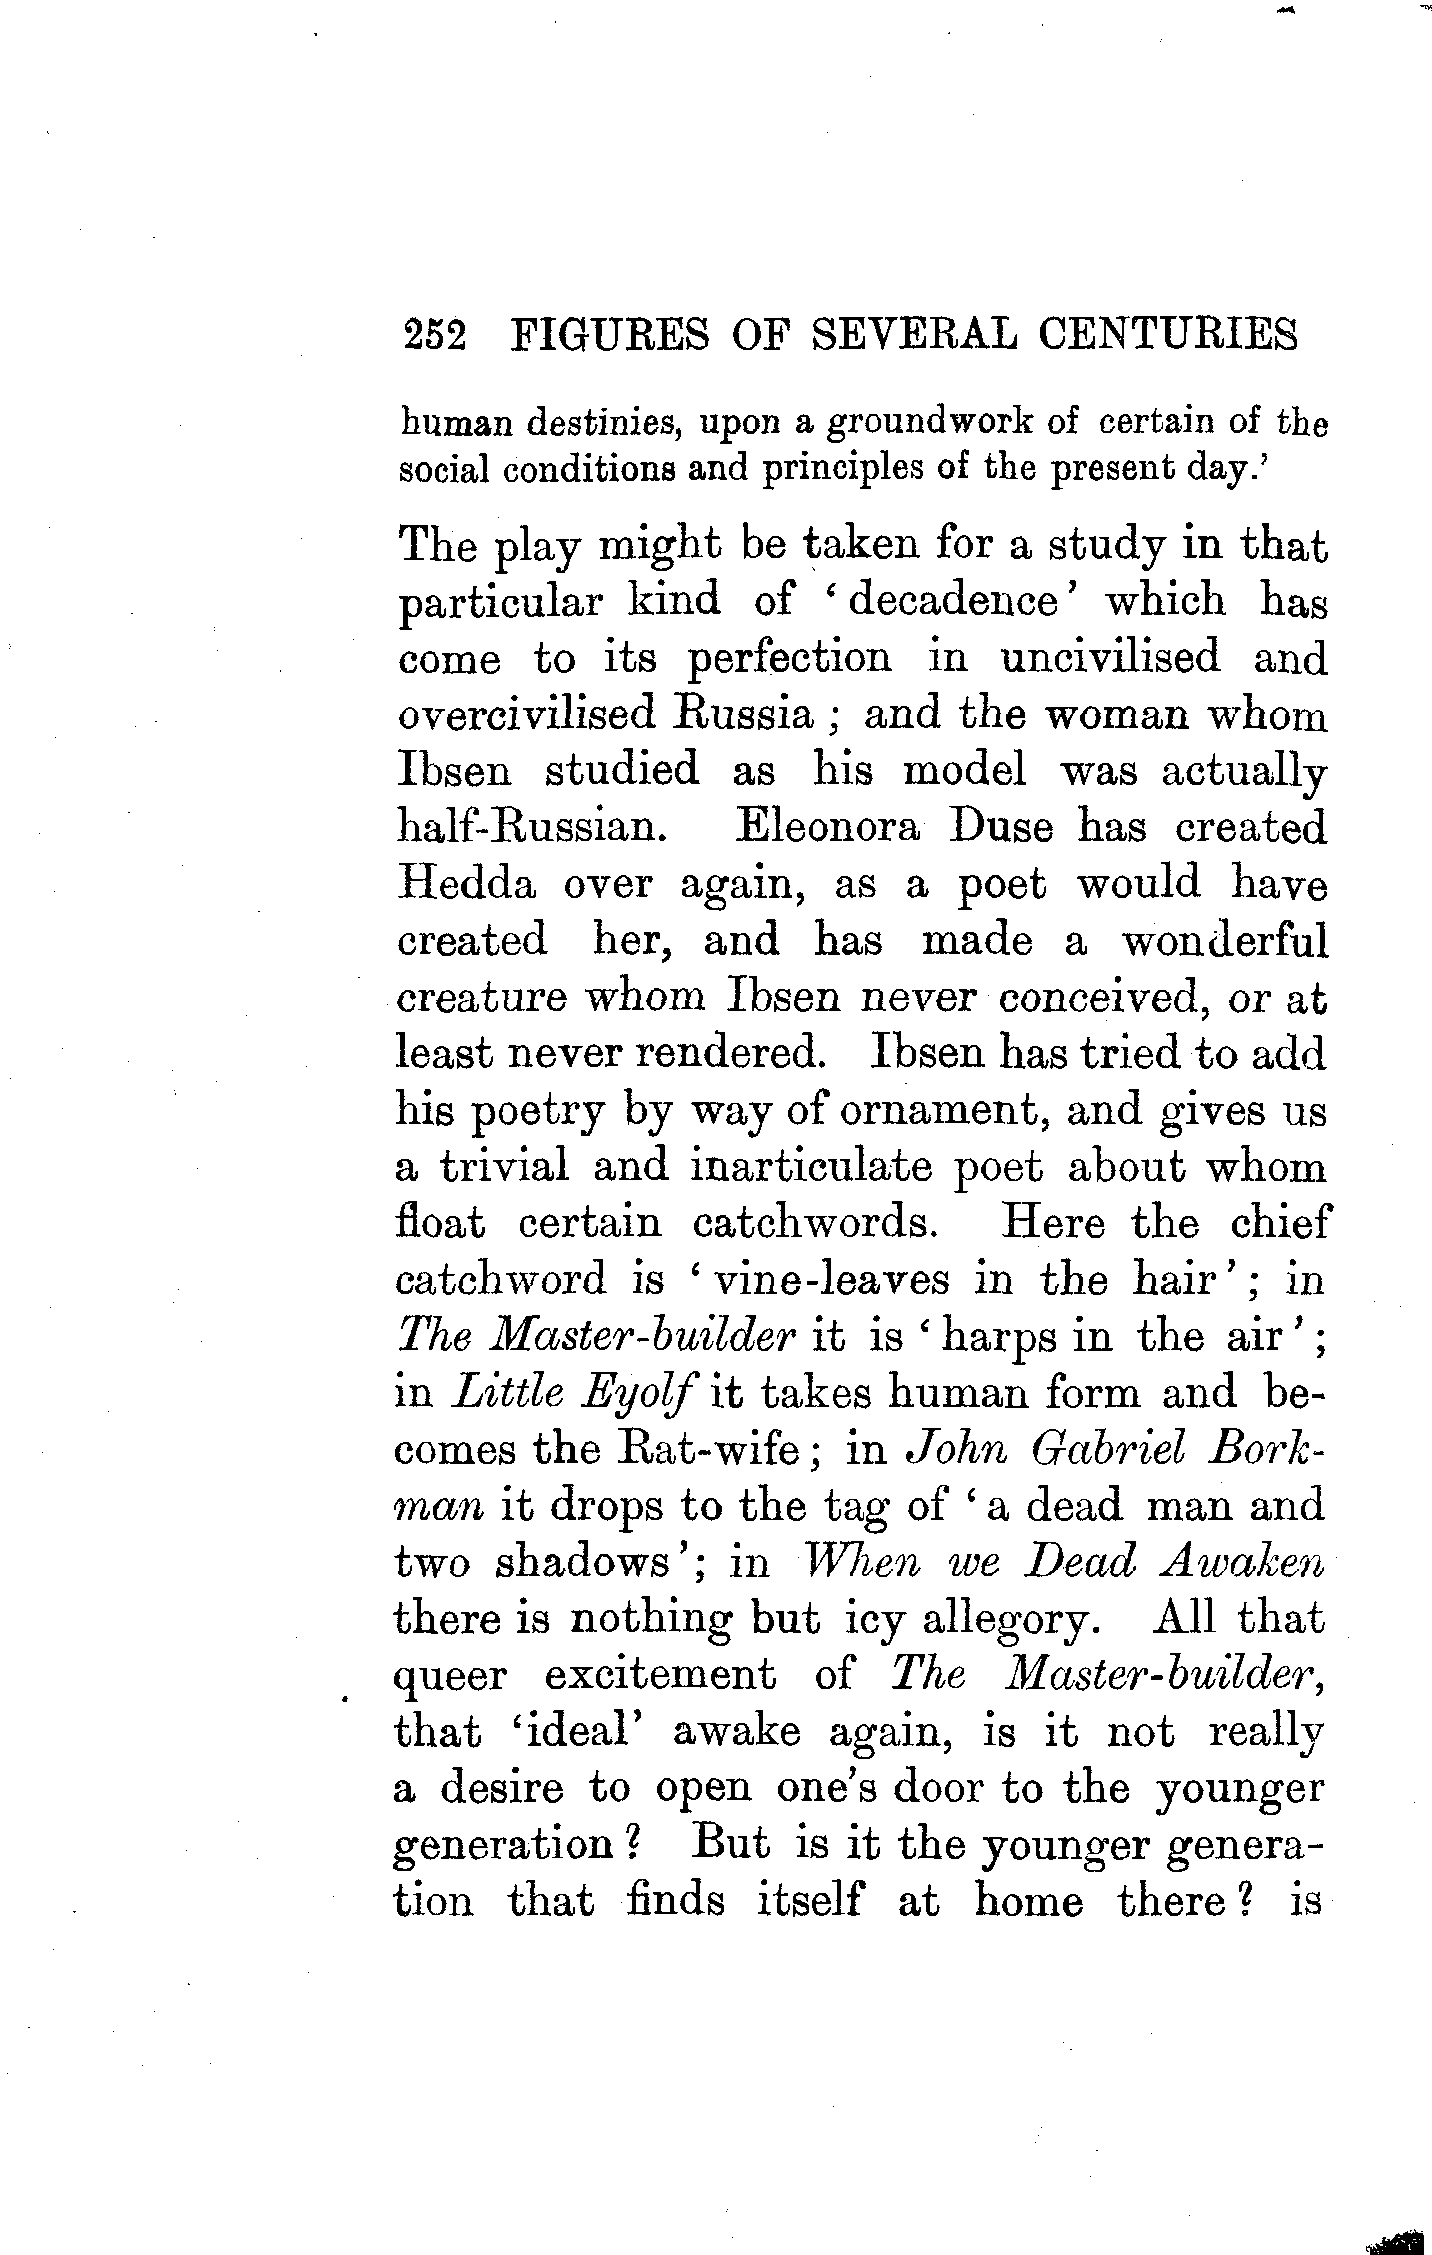 252 FIGURES OF SEVERAL CENTURIES
human destinies, upon a groundwork of certain of the
social conditions and principles of the present day.’
The play might be taken for a study in that
particular kind of ‘ decadence ’ which has
come to its perfection in uncivilised and
overcivilised Russia ; and the woman whom
Ibsen studied as his model was actually
half-Russian. Eleonora Duse has created
Hedda over again, as a poet would have
created her, and has made a wonderful
creature whom Ibsen never conceived, or at
least never rendered. Ibsen has tried to add
his poetry by way of ornament, and gives us
a trivial and inarticulate poet about whom
float certain catchwords. Here the chief
catchword is ‘ vine-leaves in the hair ’ ; in
The Master-builder it is ‘ harps in the air ’ ;
in Little Eyolf it takes human form and be-
comes the Rat-wife ; in John Gabriel Bork-
man it drops to the tag of ‘ a dead man and
two shadows ’; in When we Dead Awaken
there is nothing but icy allegory. All that
queer excitement of The Master-builder,
that ‘ideal’ awake again, is it not really
a desire to open one’s door to the younger
generation ? But is it the younger genera-
tion that finds itself at home there ? is